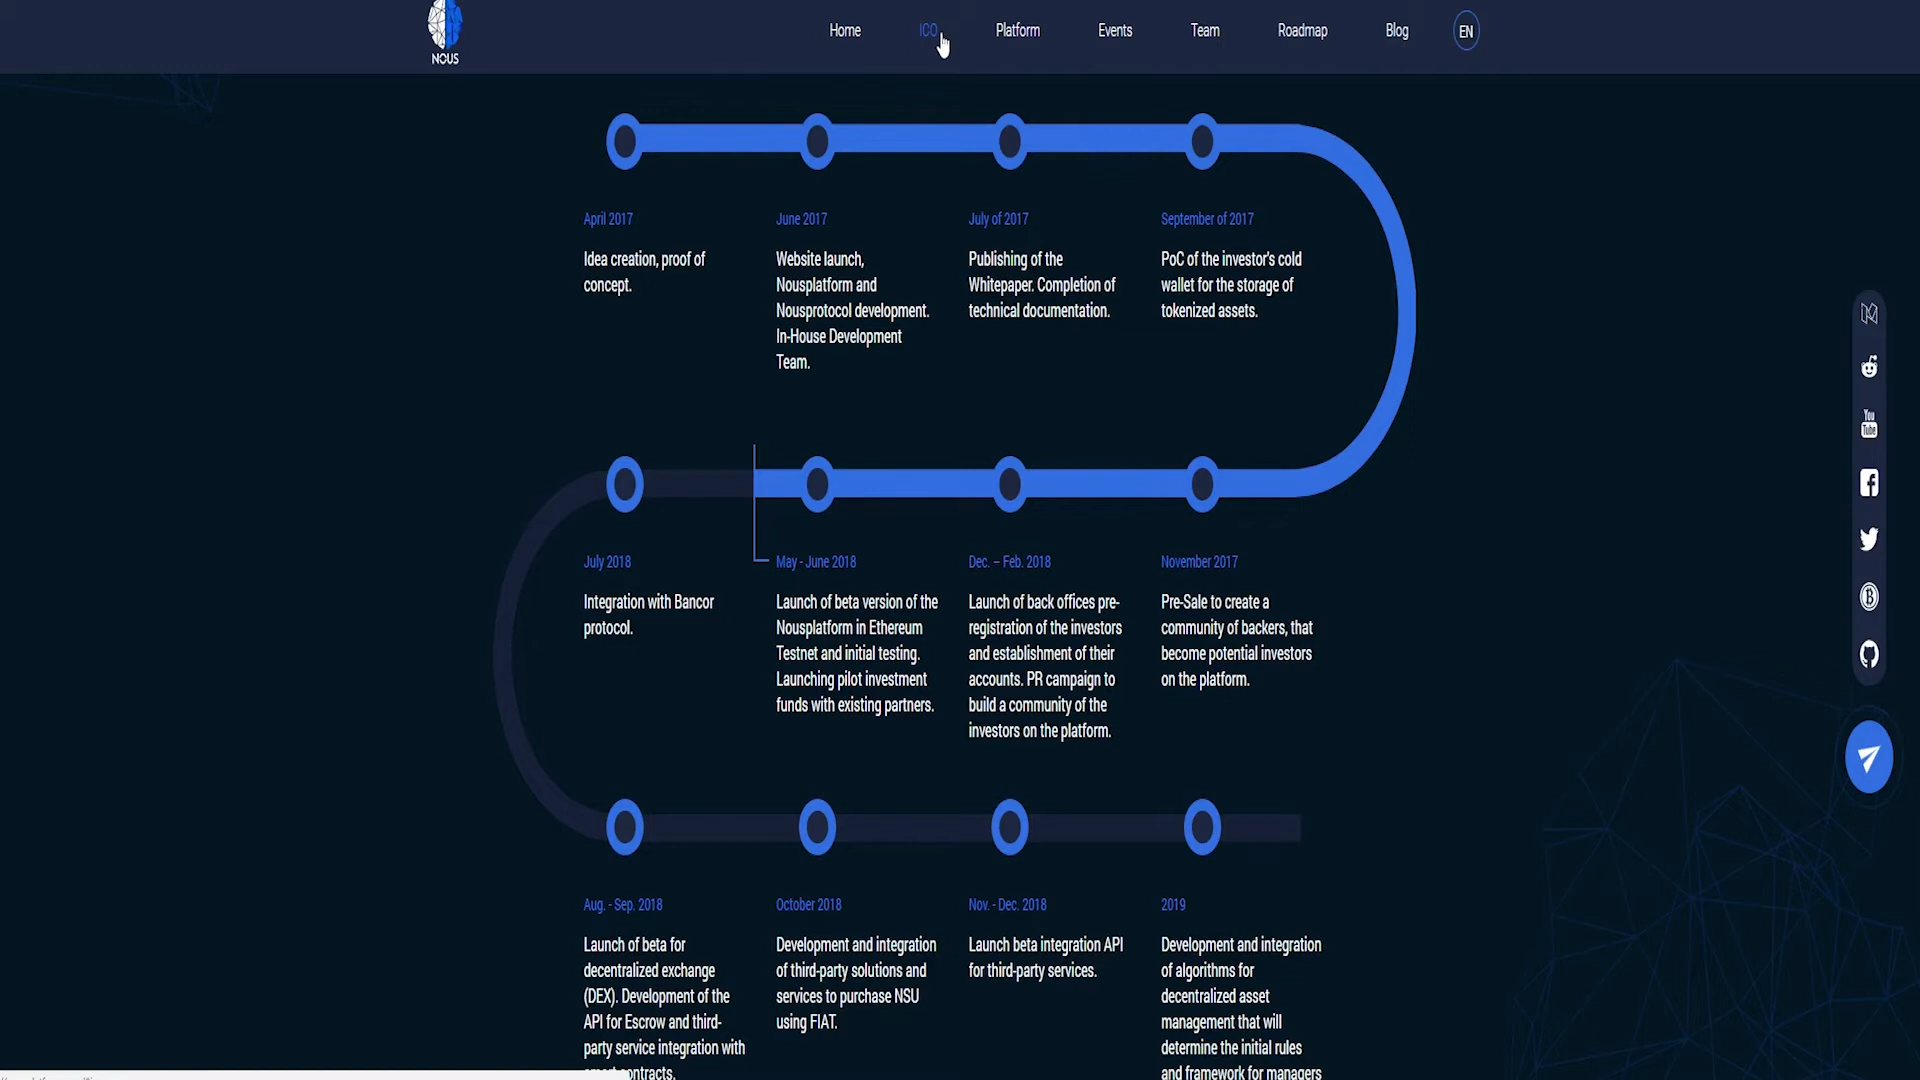 NOUS
Home
ICO
Platform
Events
Team
Roadmap
Blog
EN
April 2017
Idea creation, proof of
concept.
June 2017
Website launch,
Nousplatform and
Nousprotocol development.
In-House Development
Team.
July of 2017
Publishing of the
Whitepaper. Completion of
technical documentation.
September of 2017
PoC of the investor's cold
wallet for the storage of
tokenized assets.
July 2018
Integration with Bancor
protocol.
May - June 2018
Launch of beta version of the
Nousplatform in Ethereum
Testnet and initial testing.
Launching pilot investment
funds with existing partners.
Dec. – Feb. 2018
Launch of back offices pre-
registration of the investors
and establishment of their
accounts. PR campaign to
build a community of the
investors on the platform.
November 2017
Pre-Sale to create a
community of backers, that
become potential investors
on the platform.
You
Tube
Aug. - Sep. 2018
Launch of beta for
decentralized exchange
(DEX). Development of the
API for Escrow and third-
party service integration with
contracts.
October 2018
Development and integration
of third-party solutions and
services to purchase NSU
using FIAT.
Nov. - Dec. 2018
Launch beta integration API
for third-party services.
2019
Development and integration
of algorithms for
decentralized asset
management that will
determine the initial rules
and framework for managers